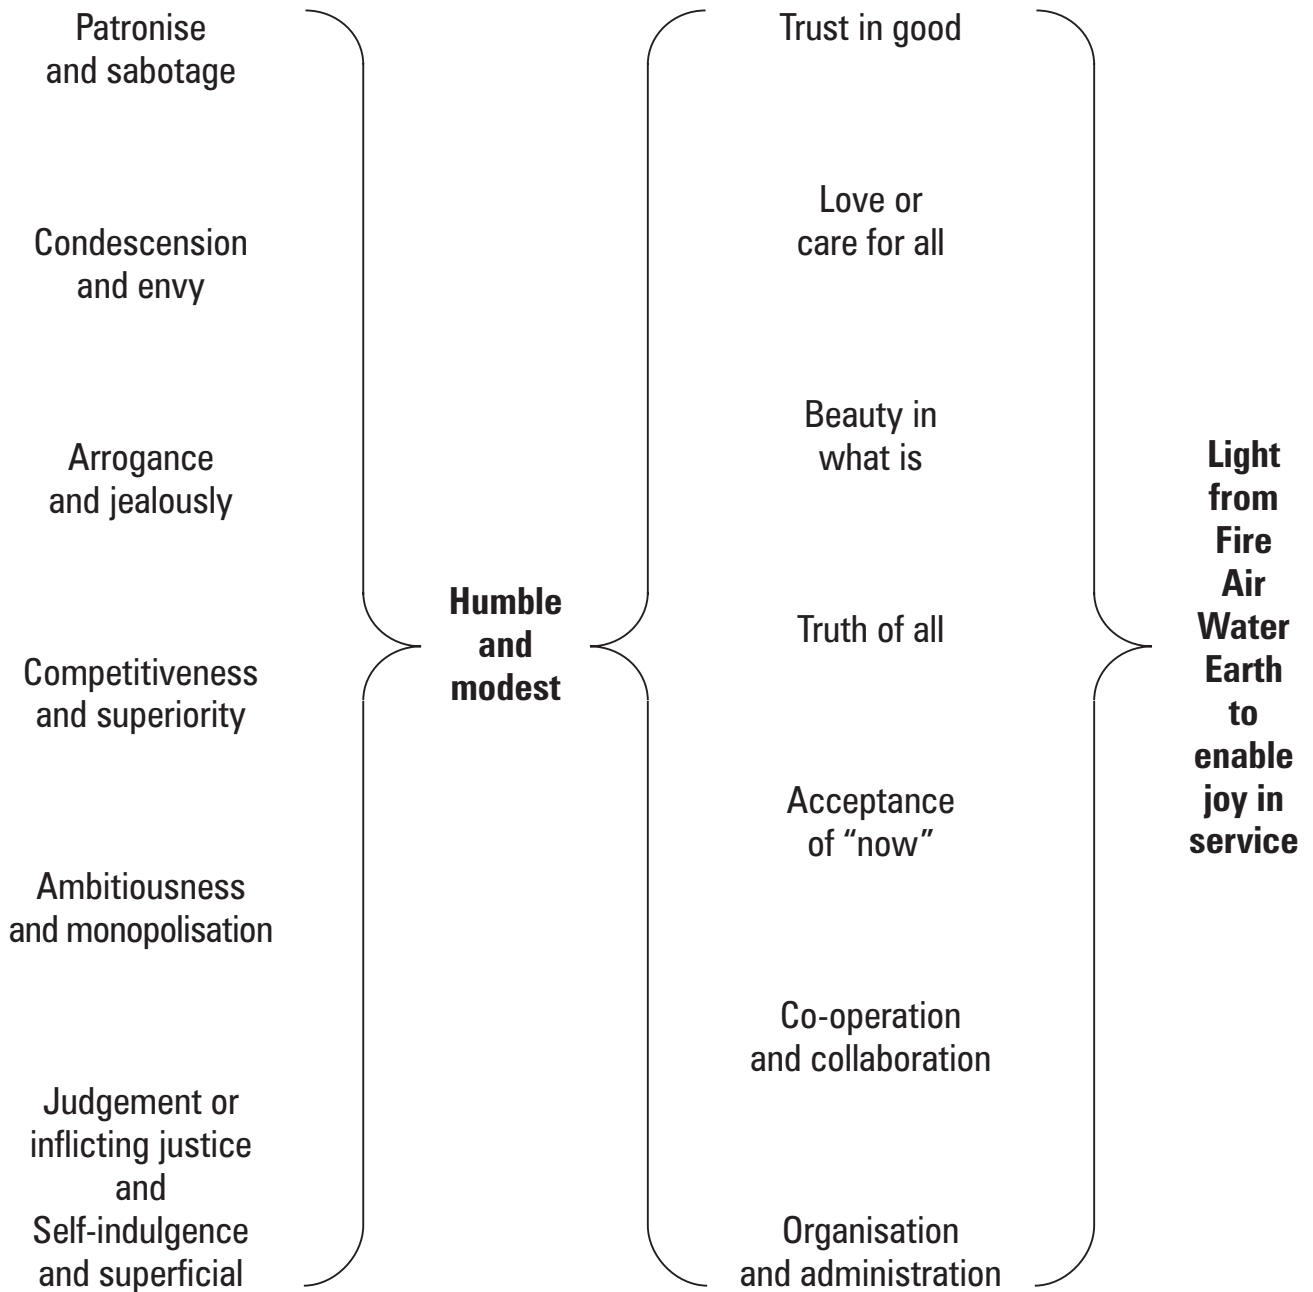 Patronise
and sabotage
Condescension
and envy
Arrogance
and jealously
Competitiveness
and superiority
Ambitiousness
and monopolisation
Judgement or
inflicting justice
and
Self-indulgence
and superficial
Humble
and
modest
Trust in good
Love or
care for all
Beauty in
what is
Truth of all
Acceptance
of “now”
Co-operation
and collaboration
Organisation
and administration
Light
from
Fire
Air
Water
Earth
to
enable
joy in
service